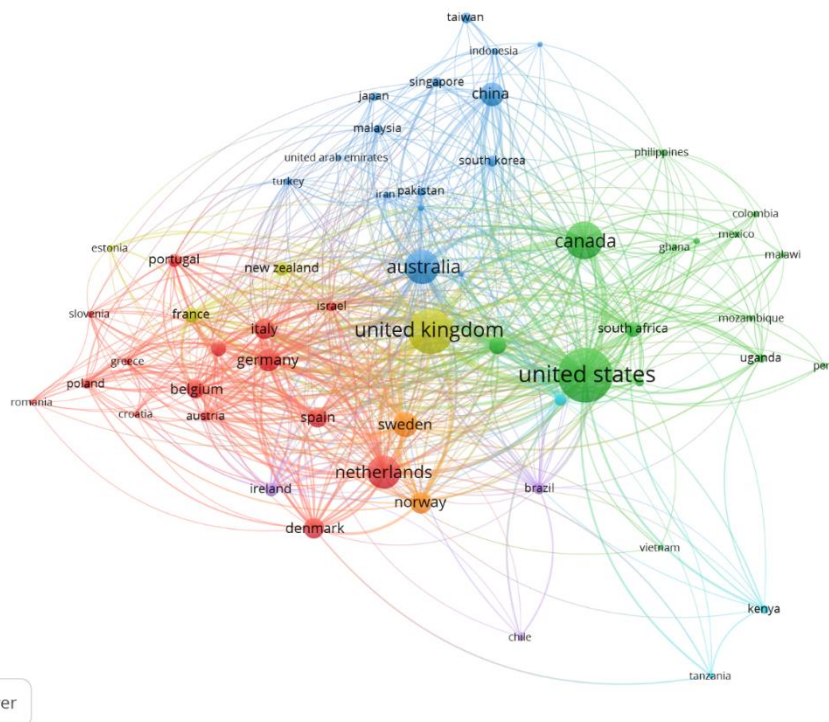 taiwan
indonesia
singapore
china
japan
malaysia
united arab emirates
south korea
philippines
turkey
iran
pakistan
colombia
mexico
estonia
ghana
malawi
portugal
new zealand
australia
canada
israel
slovenia
france
mozambique
italy
united kingdom
south africa
greece
germany
uganda
united states
poland
belgium
romania
croatia
austria
spain
sweden
netherlands
ireland
brazil
norway
denmark
vietnam
kenya
chile
tanzania